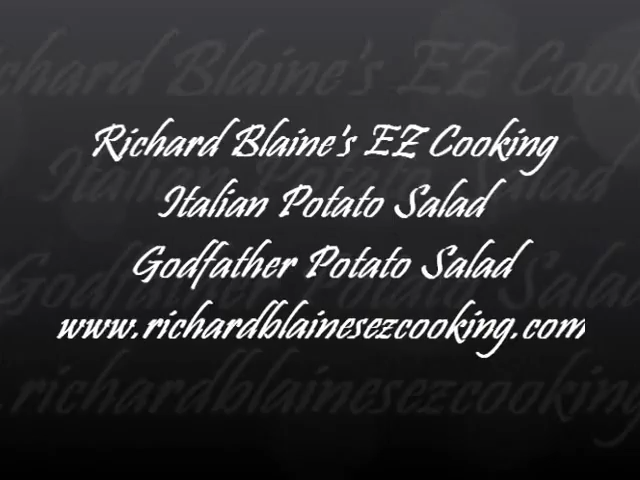 Richard Blaine's EZ Cooking
Italian Potato Salad
Godfather Potato Salad
www.richardblainesezcooking.com